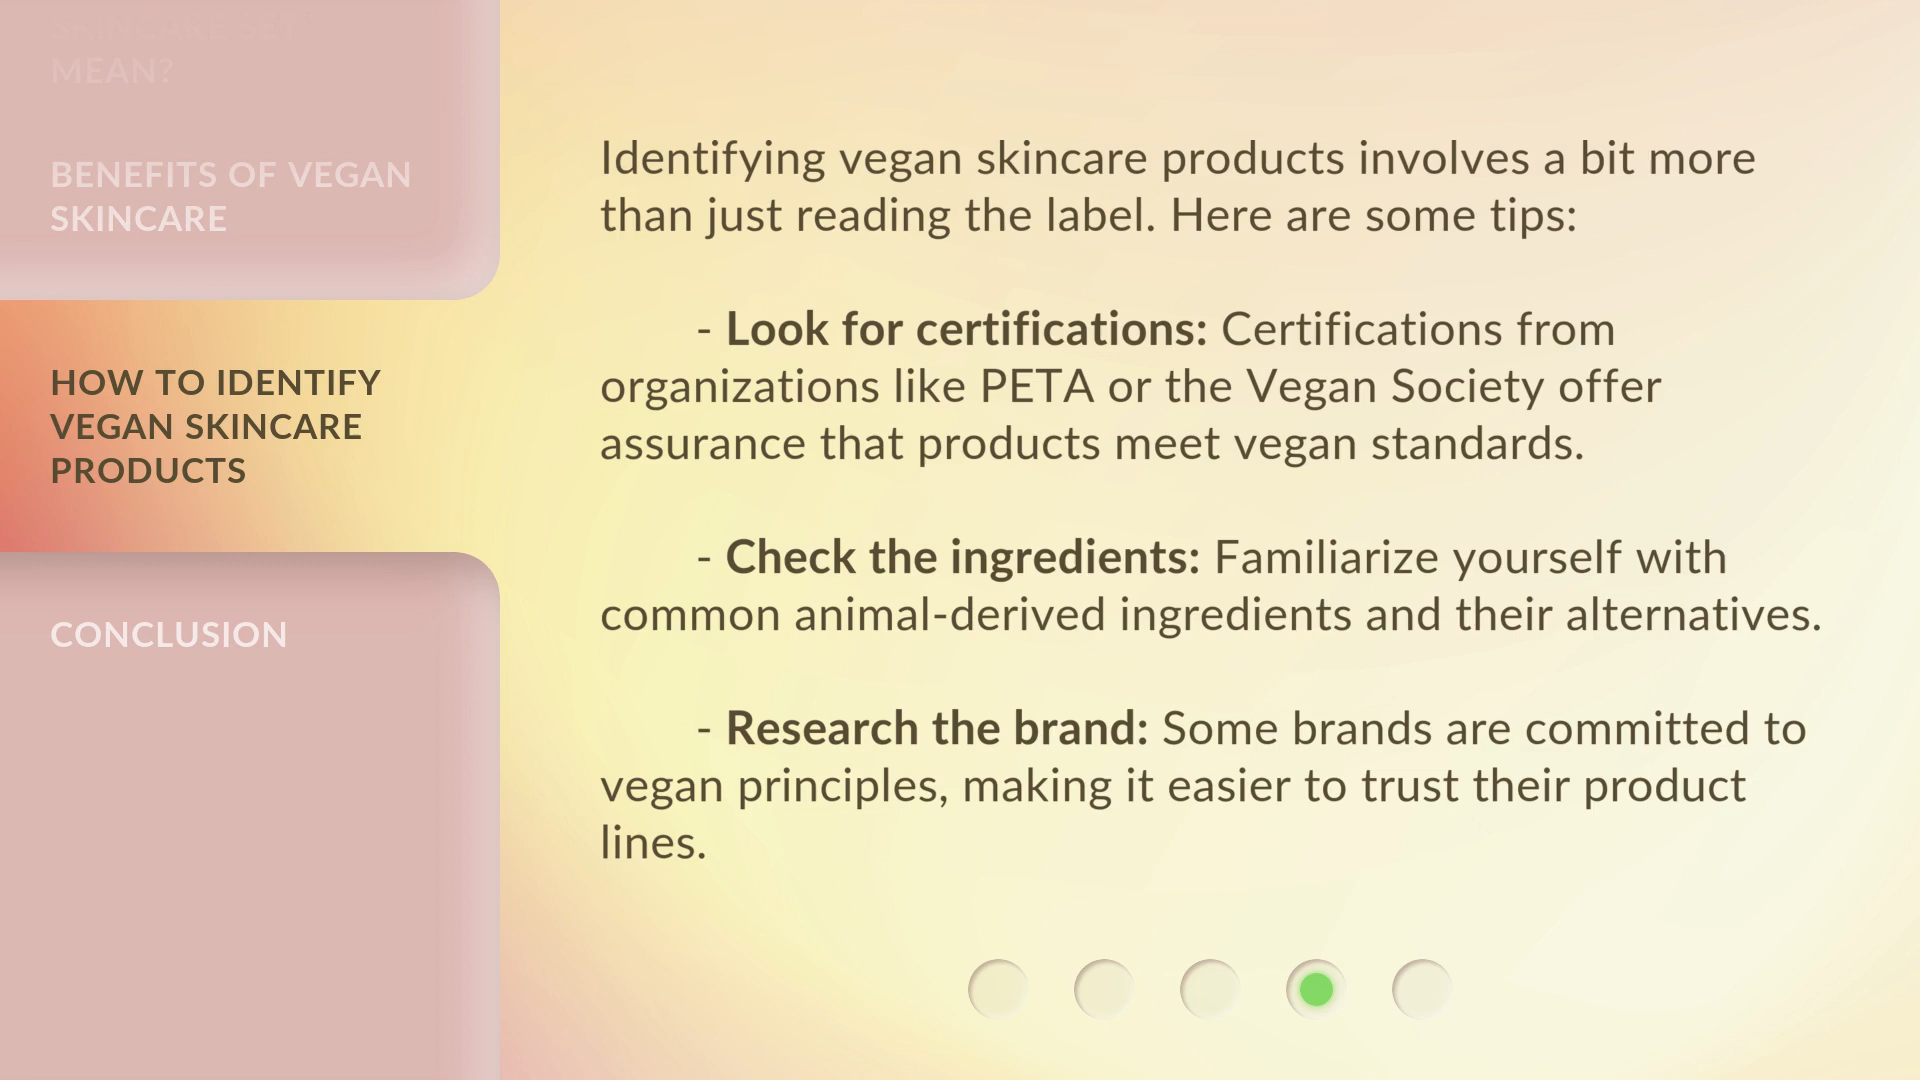 SKINCARE SET
MEAN?
BENEFITS OF VEGAN
SKINCARE
HOW TO IDENTIFY
VEGAN SKINCARE
PRODUCTS
CONCLUSION
Identifying vegan skincare products involves a bit more
than just reading the label. Here are some tips:
- Look for certifications: Certifications from
organizations like PETA or the Vegan Society offer
assurance that products meet vegan standards.
- Check the ingredients: Familiarize yourself with
common animal-derived ingredients and their alternatives.
- Research the brand: Some brands are committed to
vegan principles, making it easier to trust their product
lines.